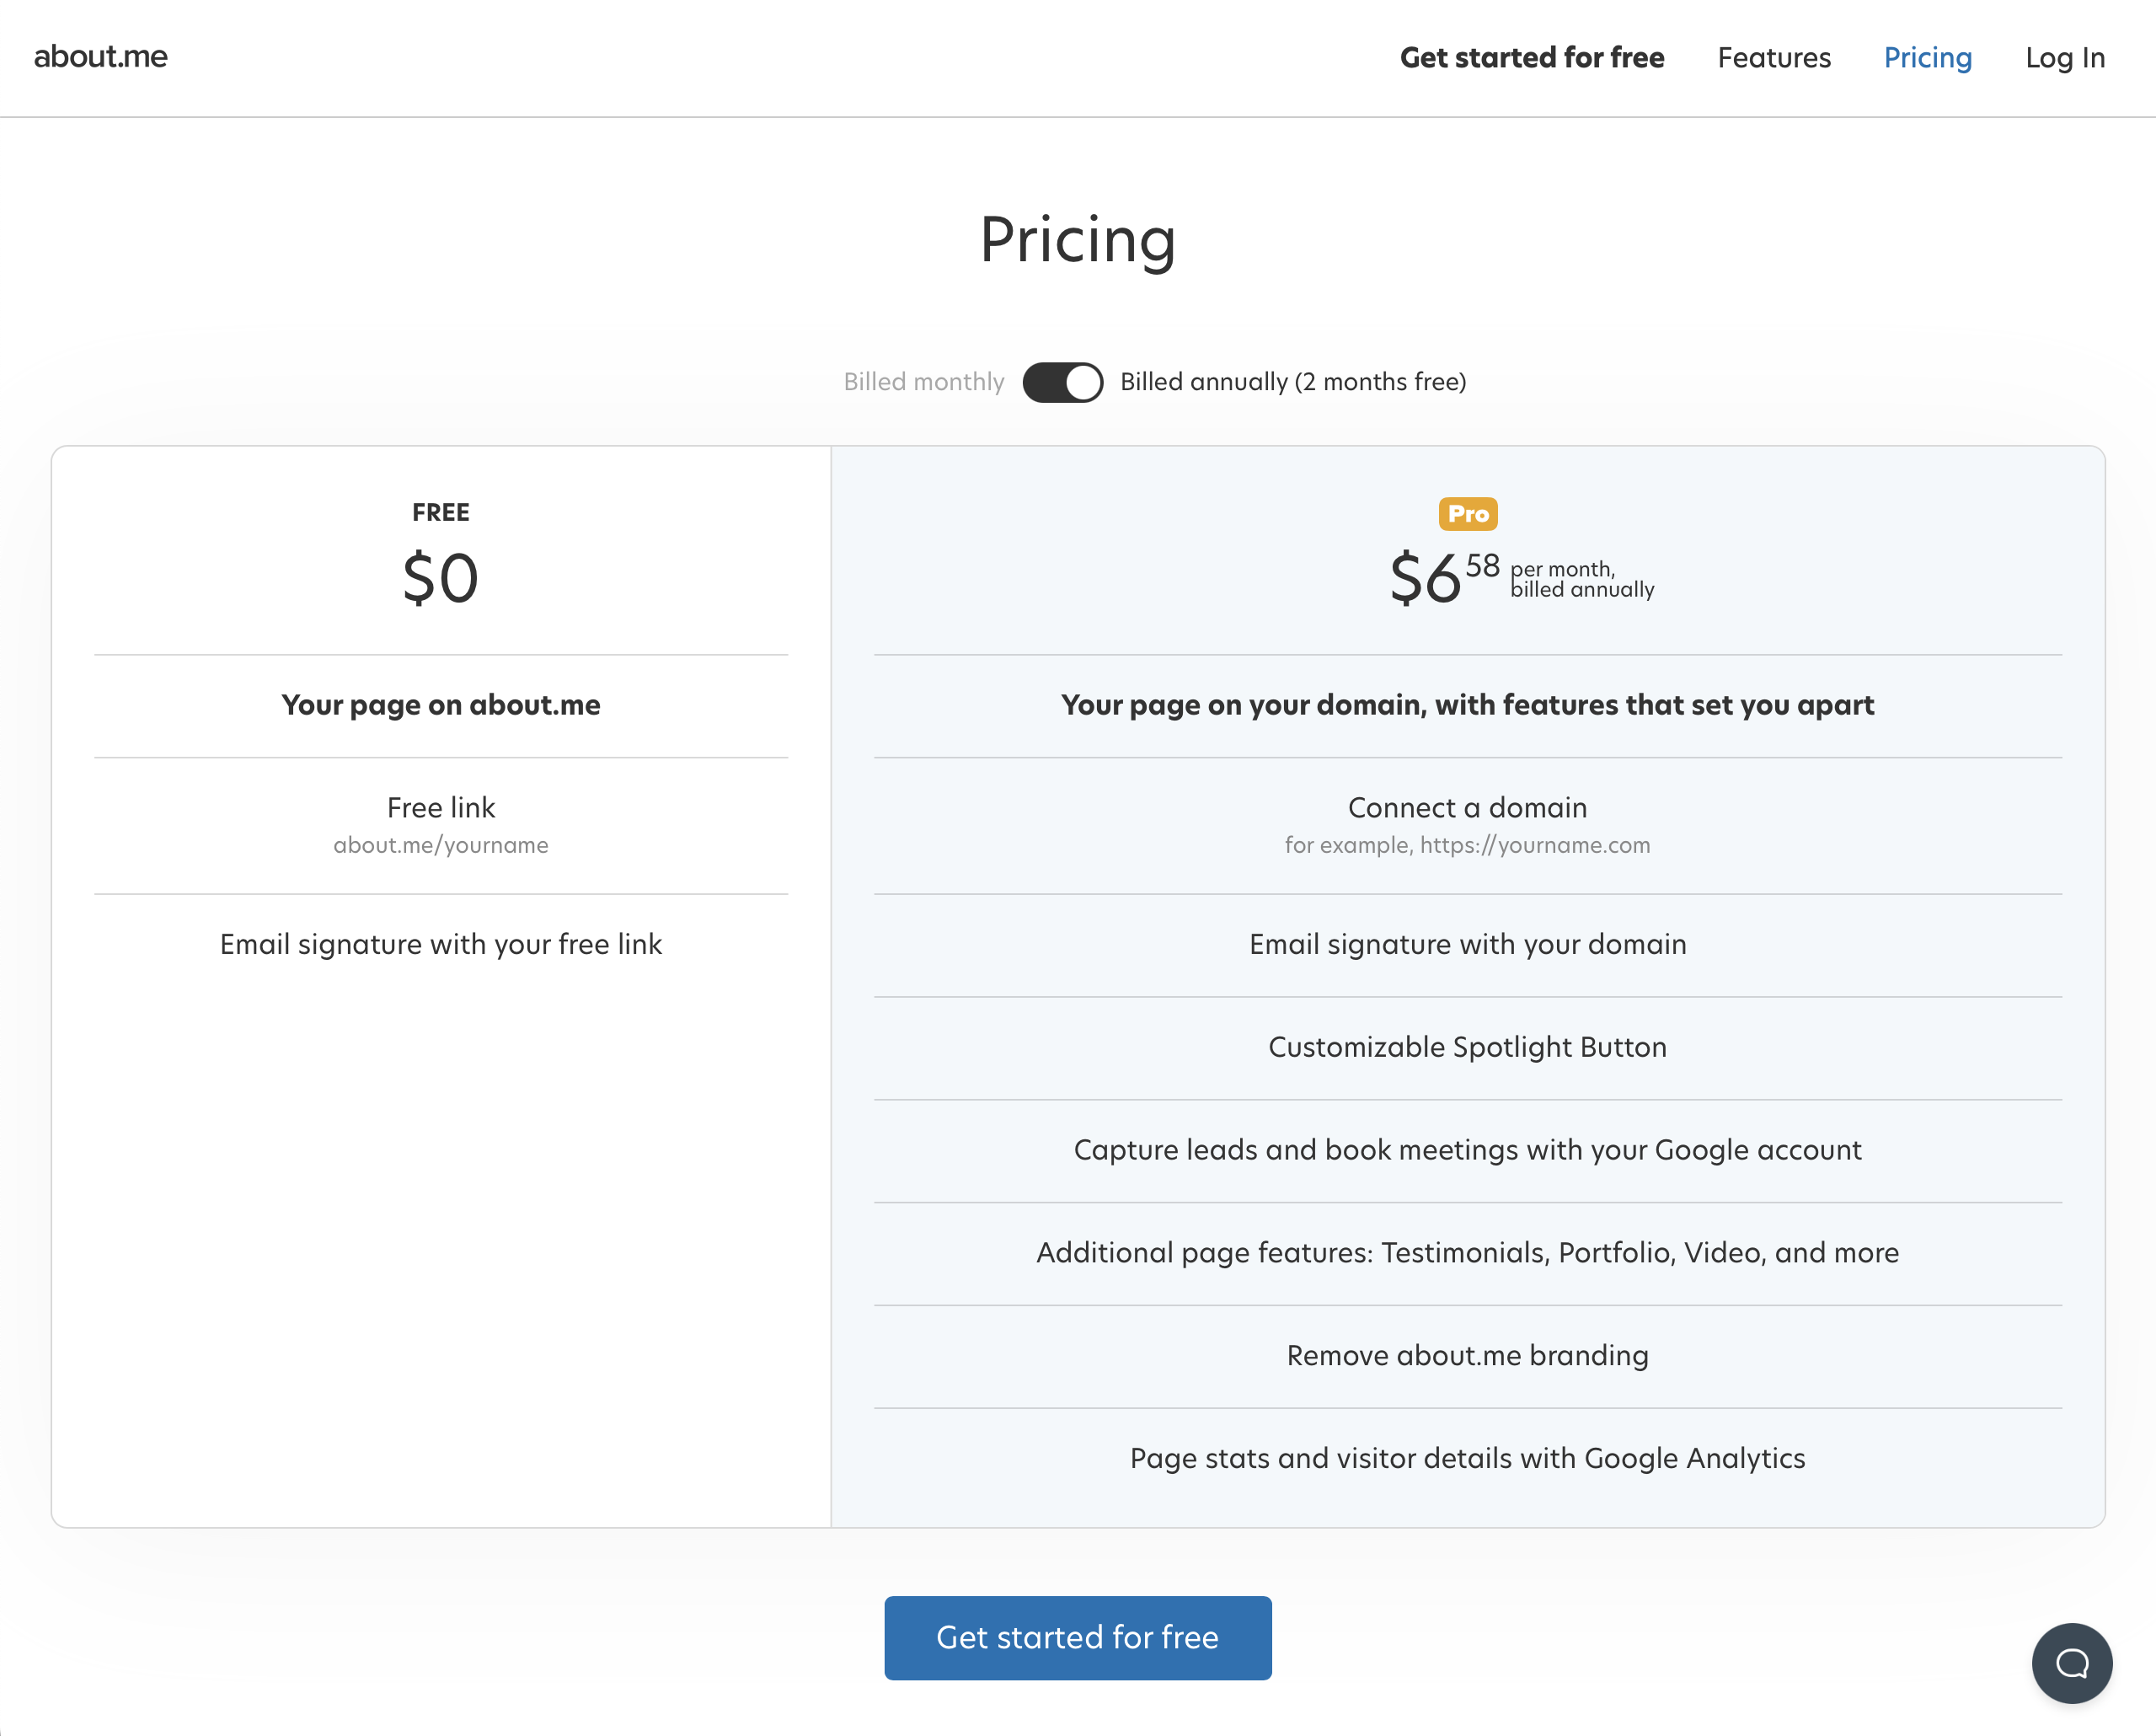 about.me
Get started for free
Features
Pricing
Log In
Pricing
Billed monthly
Billed annually (2 months free)
FREE
$0
Your page on about.me
Free link
about.me/yourname
Email signature with your free link
Pro
$6 58 per month,
billed annually
Your page on your domain, with features that set you apart
Connect a domain
for example, https://yourname.com
Email signature with your domain
Customizable Spotlight Button
Capture leads and book meetings with your Google account
Additional page features: Testimonials, Portfolio, Video, and more
Remove about.me branding
Page stats and visitor details with Google Analytics
Get started for free